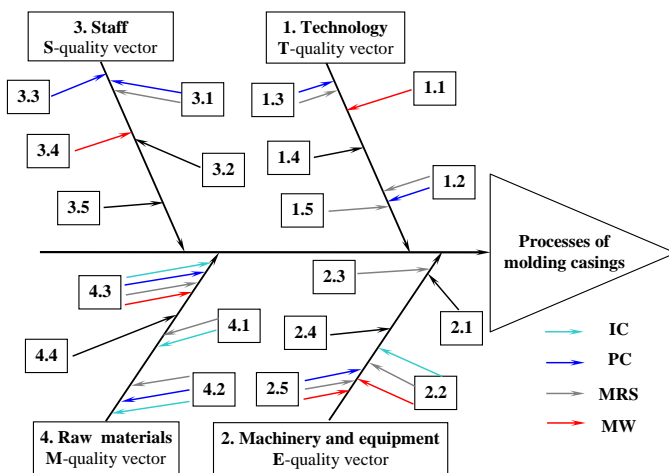 3. Staff
S-quality vector
1. Technology
T-quality vector
3.3
3.1
1.3
1.1
3.4
3.2
1.4
1.2
3.5
1.5
Processes of
molding casings
4.3
2.3
4.1
2.4
2.1
4.4
4.2
2.5
2.2
IC
PC
MRS
MW
4. Raw materials
M-quality vector
2. Machinery and equipment
E-quality vector